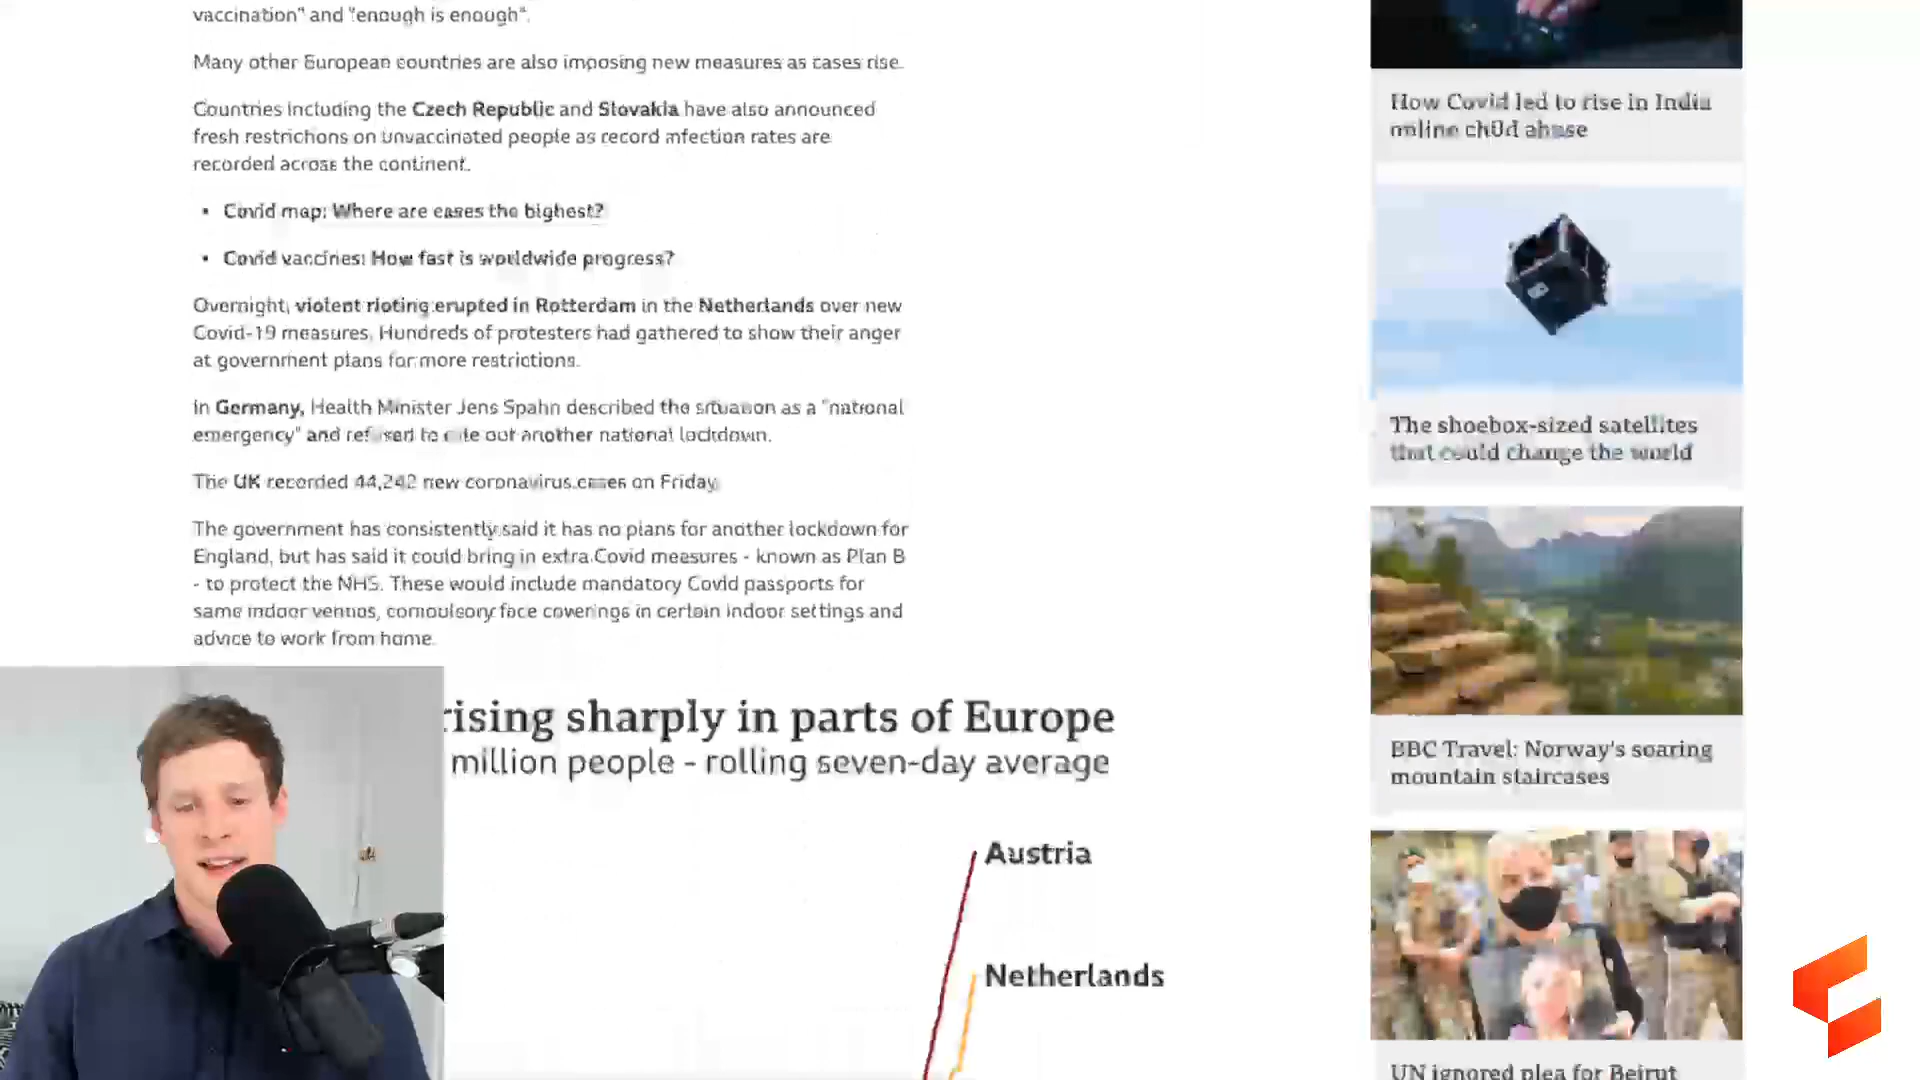 vaccination" and "enough is enough".
Many other European countries are also imposing new measures as cases rise.
Countries including the Czech Republic and Slovakia have also announced
fresh restrictions on unvaccinated people as record infection rates are
recorded across the continent.
• Covid map: Where are cases the highest?
• Covid vaccines: How fast is worldwide progress?
Overnight, violent rioting erupted in Rotterdam in the Netherlands over new
Covid-19 measures. Hundreds of protesters had gathered to show their anger
at government plans for more restrictions.
In Germany, Health Minister Jens Spahn described the situation as a "national
emergency" and refused to rule out another national lockdown.
The UK recorded 44,242 new coronavirus cases on Friday.
The government has consistently said it has no plans for another lockdown for
England, but has said it could bring in extra Covid measures - known as Plan B
- to protect the NHS. These would include mandatory Covid passports for
some indoor venues, compulsory face coverings in certain indoor settings and
advice to work from home.
rising sharply in parts of Europe
million people - rolling seven-day average
Austria
Netherlands
How Covid led to rise in India
online child abuse
The shoebox-sized satellites
that could change the world
BBC Travel: Norway's soaring
mountain staircases
UN ignored plea for Beirut